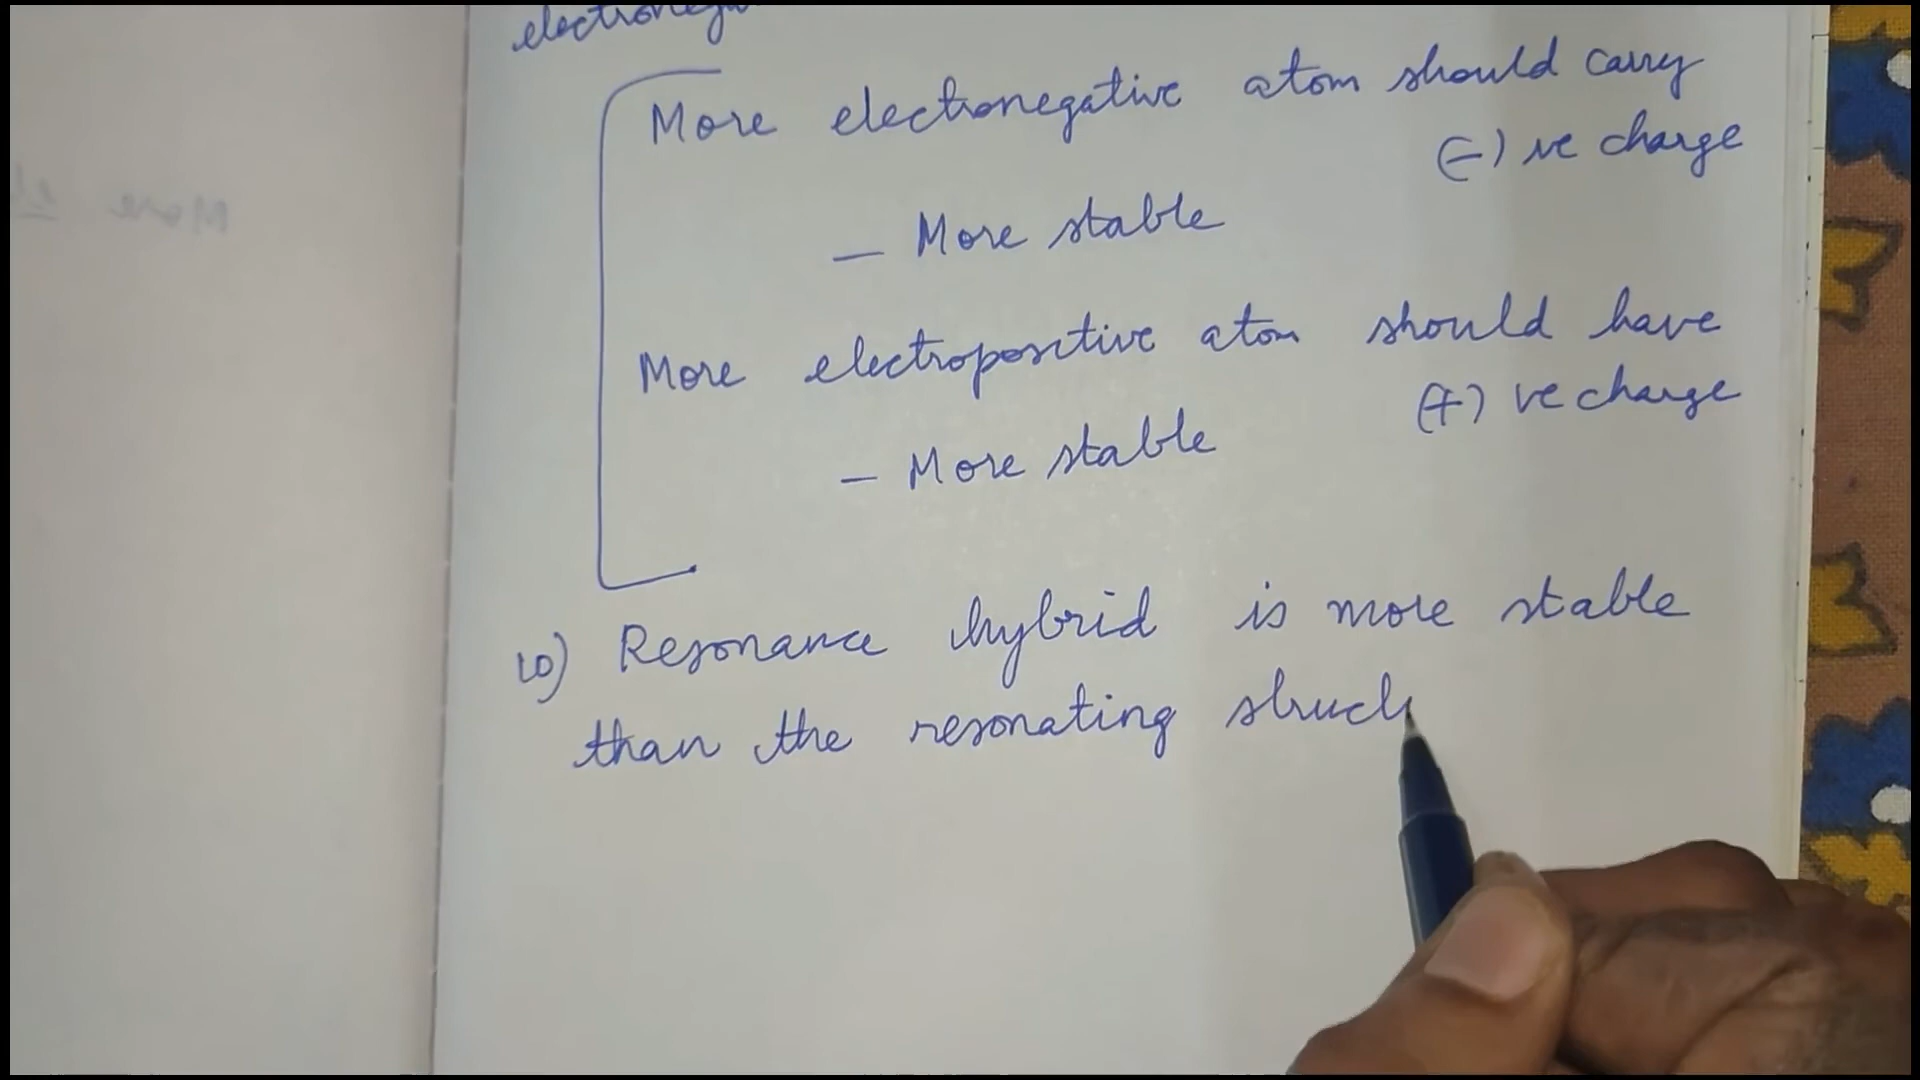 More electronegative atom should carry
(-) ve charge
— More stable
More electropositive atom should have
(+) ve charge
— More stable
10) Resonance hybrid is more stable
than the resonating struct